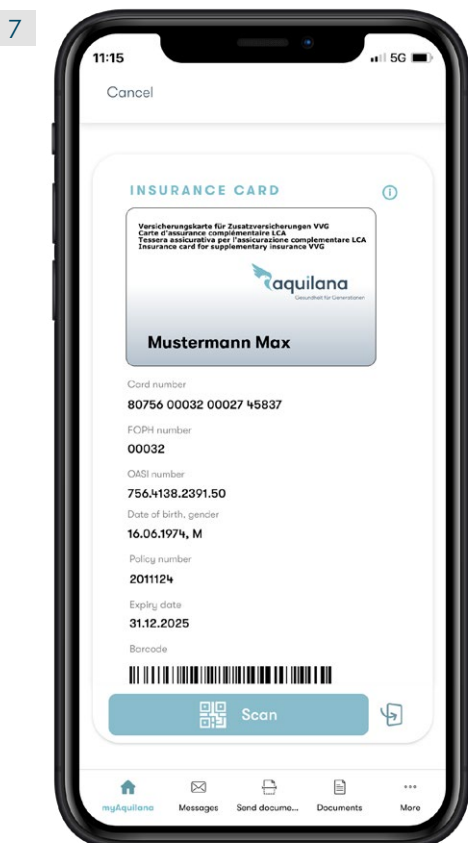 7
11:15 5G
Cancel
INSURANCE CARD
Versicherungskarte für Zusatzversicherungen VVG
Carte d'assurance complémentaire LCA
Tessera assicurativa per l'assicurazione complementare LCA
Insurance card for supplementary insurance VVG
aquilana
Gesundheit für Generationen
Mustermann Max
Card number
80756 00032 00027 45837
FOPH number
00032
OASI number
756.4138.2391.50
Date of birth, gender
16.06.1974, M
Policy number
2011124
Expiry date
31.12.2025
Barcode
Scan
myAquilana Messages Send docume... Documents More